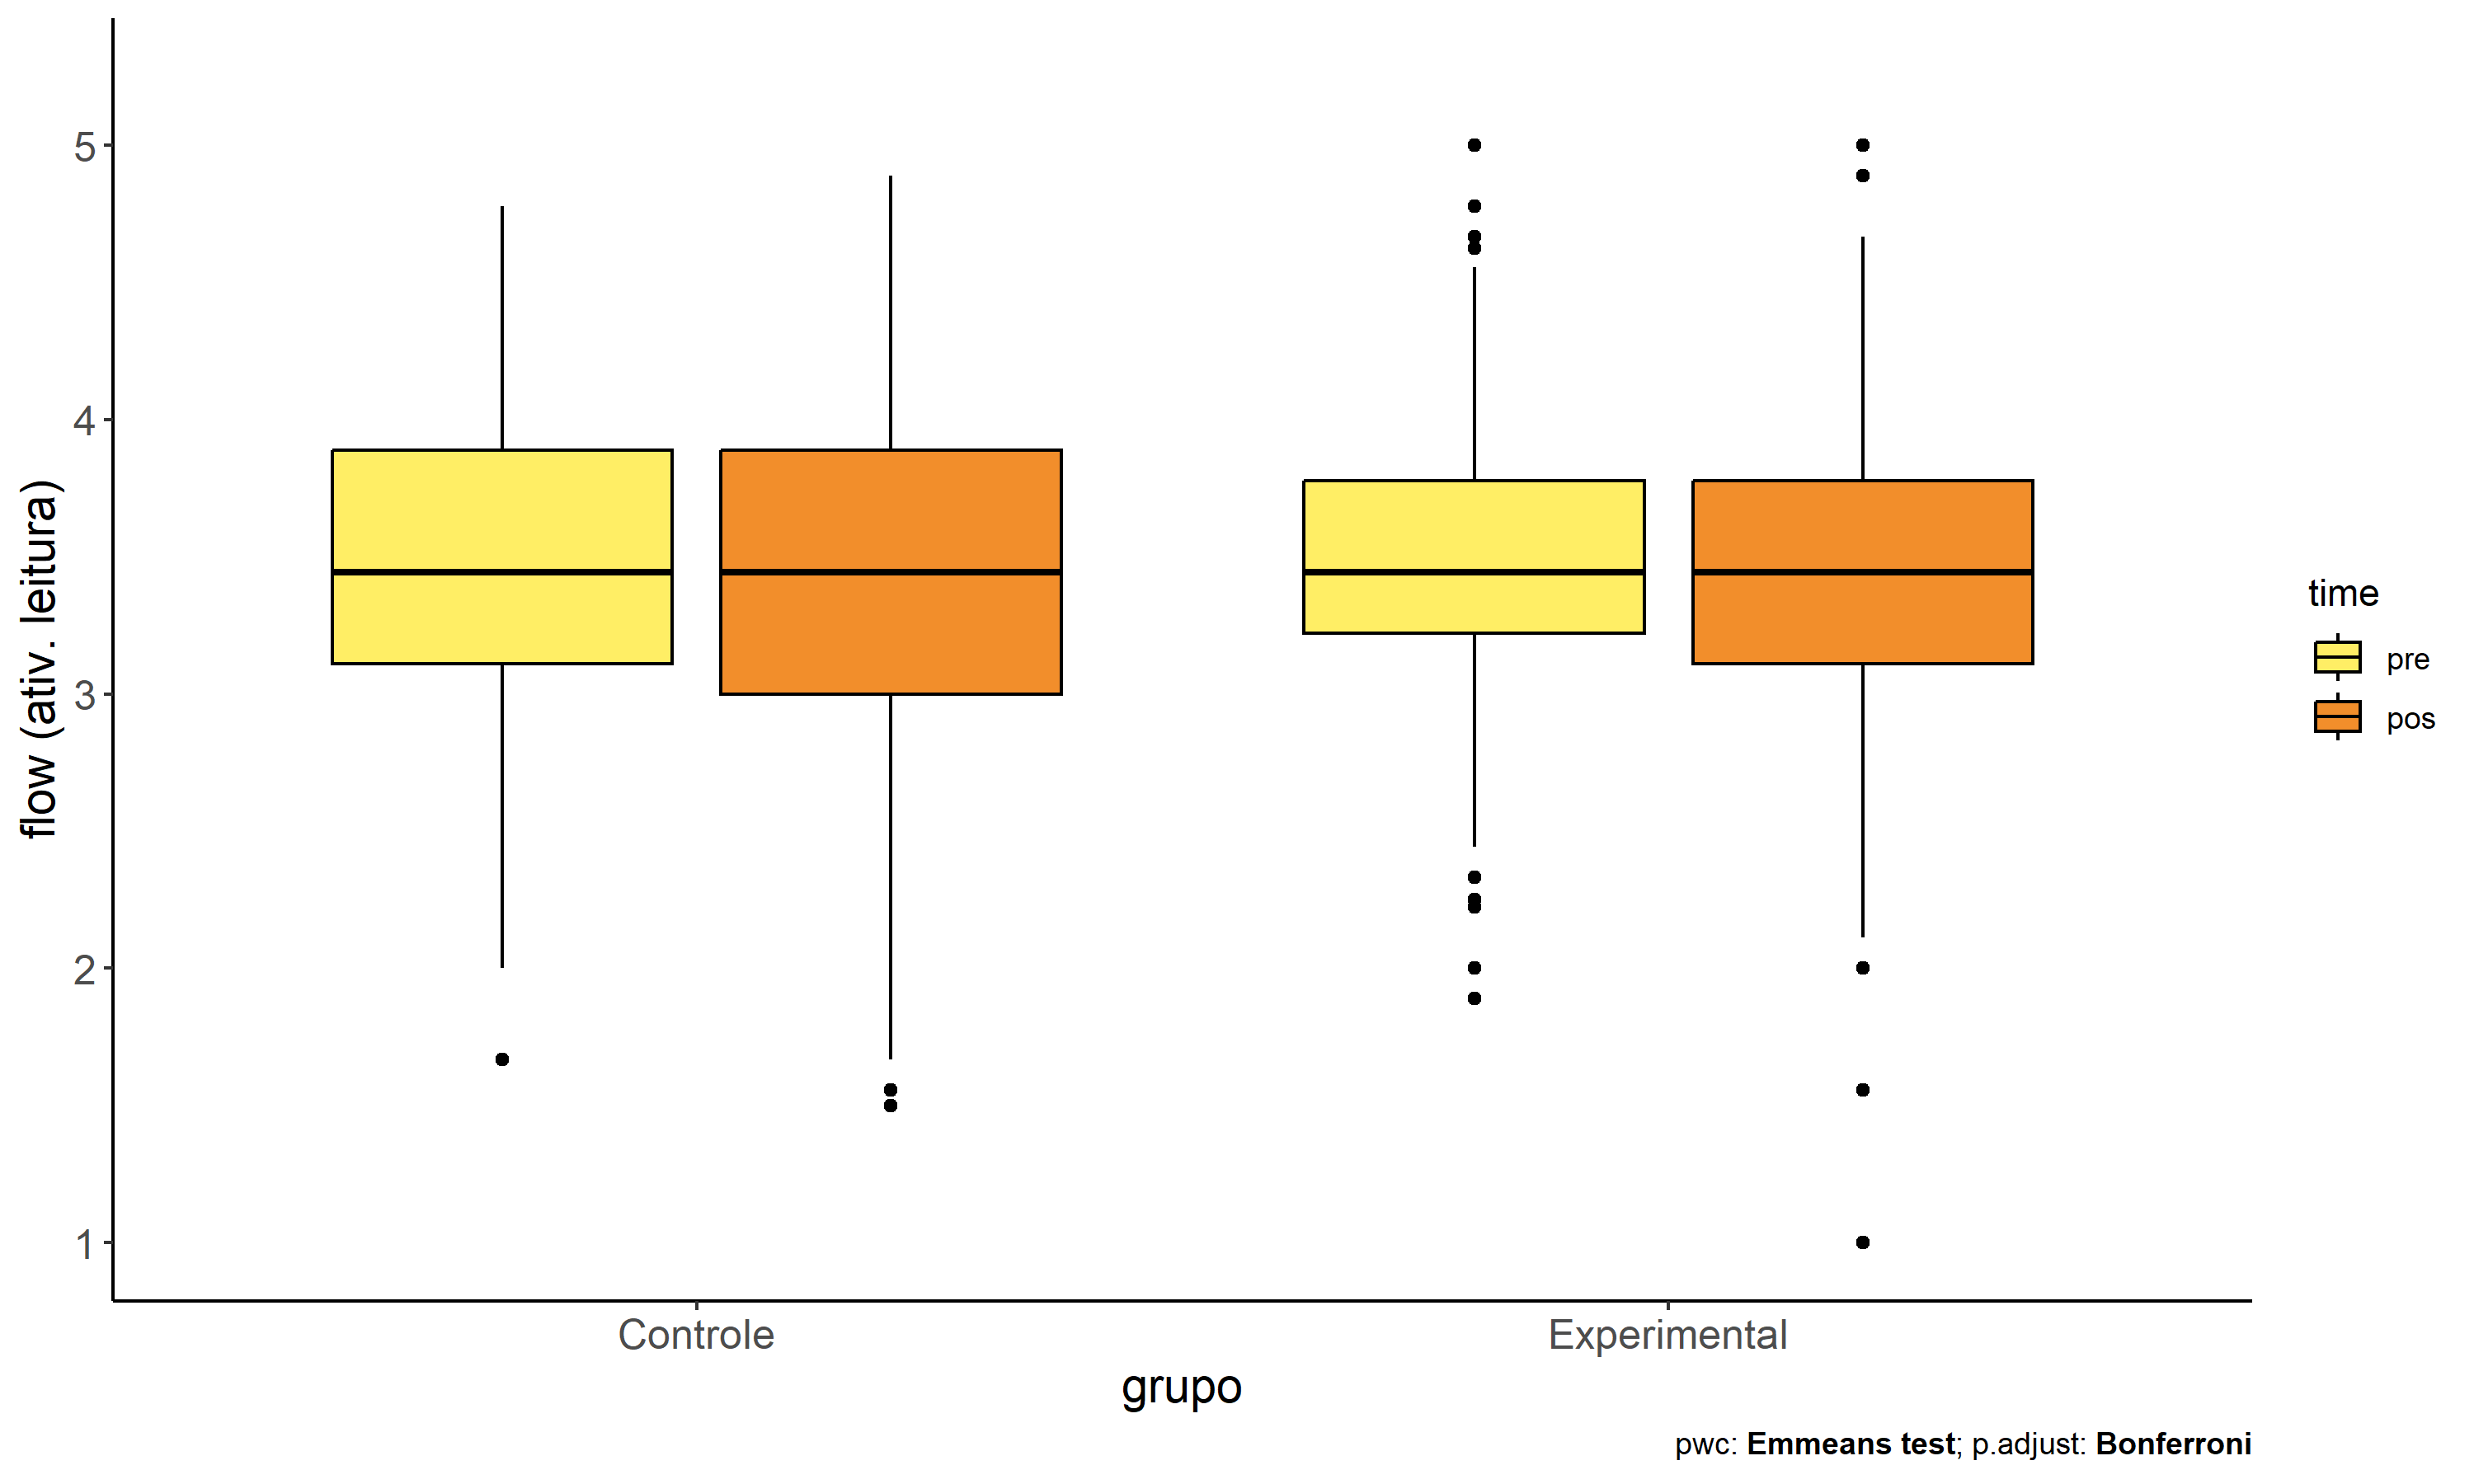 flow (ativ. leitura)
5
4
3
2
1
Controle
Experimental
grupo
time
pre
pos
pwc: Emmeans test; p.adjust: Bonferroni